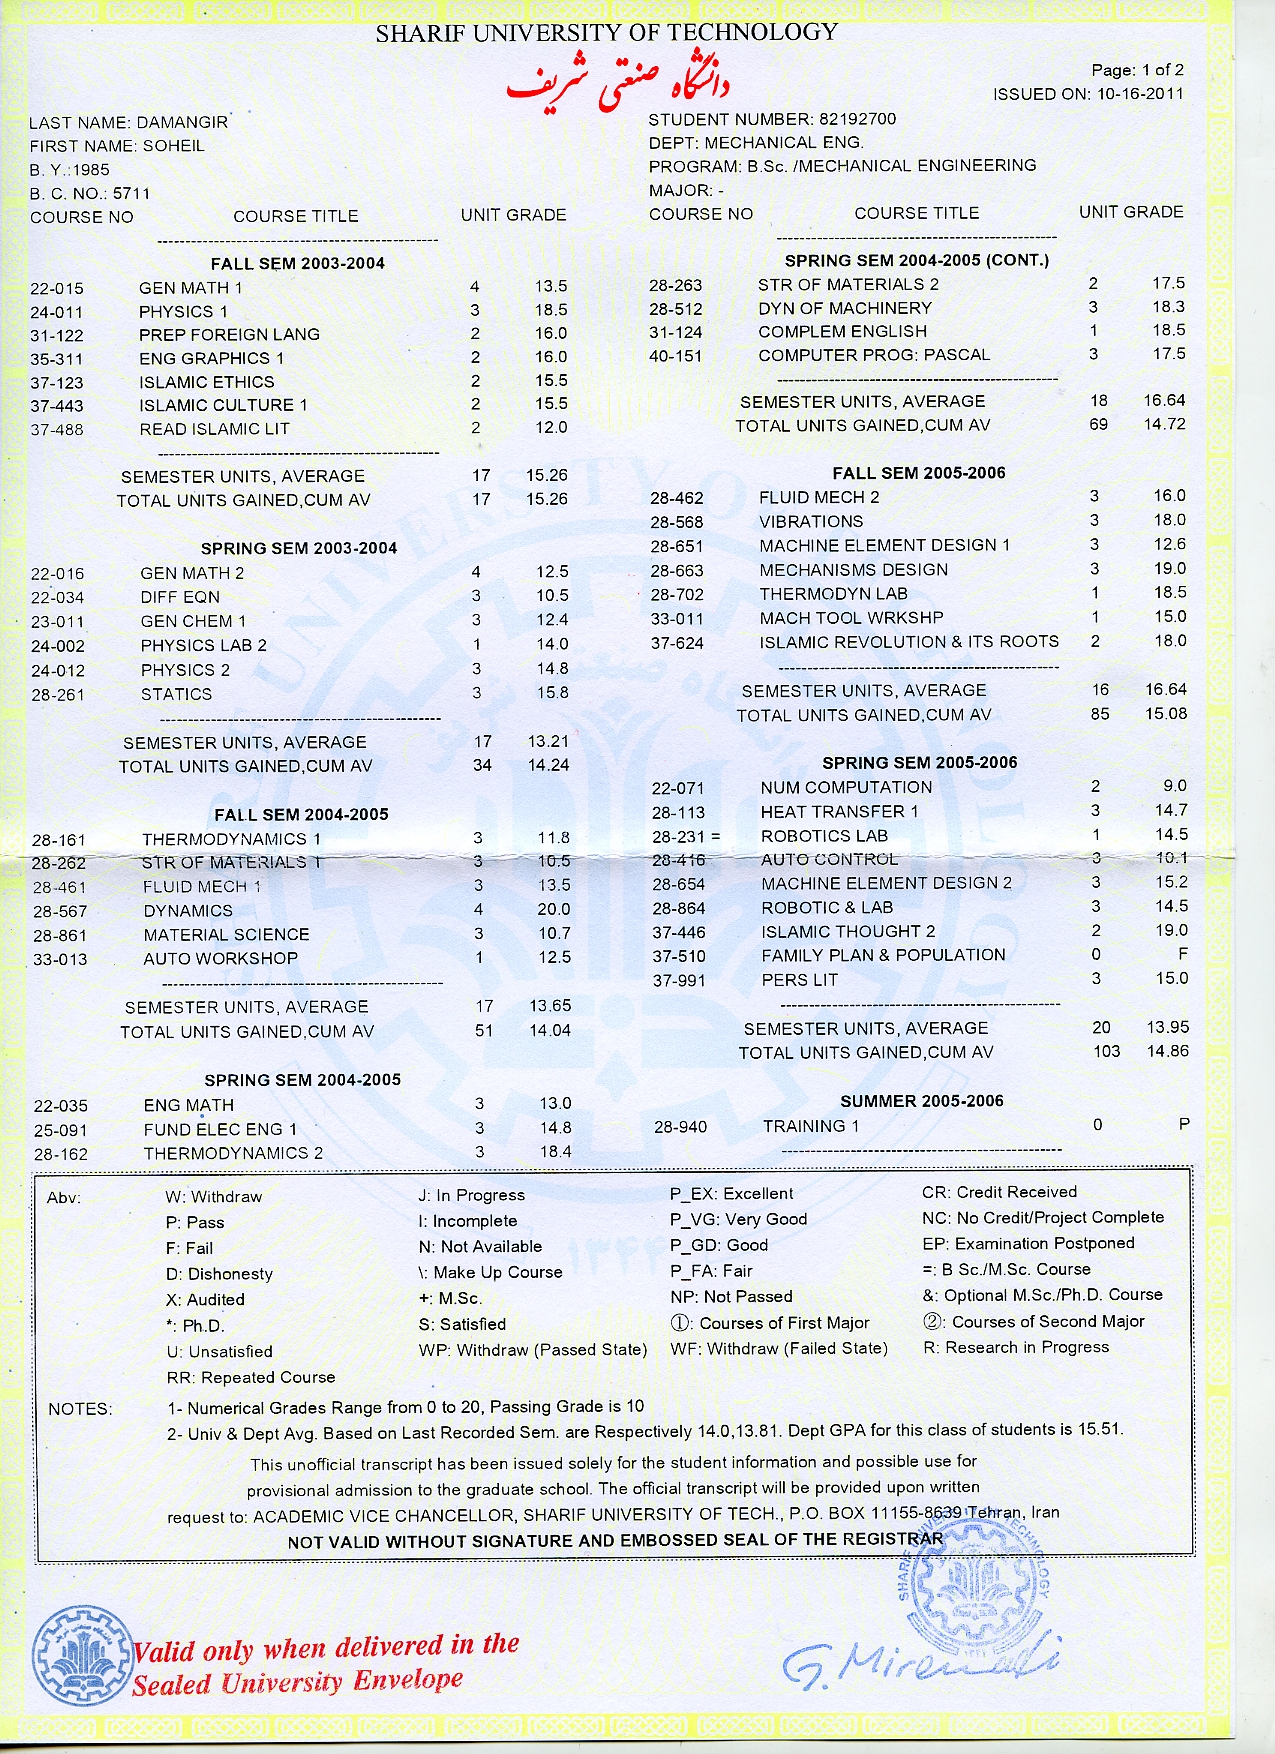 SHARIF UNIVERSITY OF TECHNOLOGY
دانشگاه صنعتی شریف
Page: 1 of 2
ISSUED ON: 10-16-2011
LAST NAME: DAMANGIR
FIRST NAME: SOHEIL
B. Y.:1985
B. C. NO.: 5711
COURSE NO COURSE TITLE UNIT GRADE
FALL SEM 2003-2004
22-015 GEN MATH 1 4 13.5
24-011 PHYSICS 1 3 18.5
31-122 PREP FOREIGN LANG 2 16.0
35-311 ENG GRAPHICS 1 2 16.0
37-123 ISLAMIC ETHICS 2 15.5
37-443 ISLAMIC CULTURE 1 2 15.5
37-488 READ ISLAMIC LIT 2 12.0
SEMESTER UNITS, AVERAGE 17 15.26
TOTAL UNITS GAINED,CUM AV 17 15.26
SPRING SEM 2003-2004
22-016 GEN MATH 2 4 12.5
22-034 DIFF EQN 3 10.5
23-011 GEN CHEM 1 3 12.4
24-002 PHYSICS LAB 2 1 14.0
24-012 PHYSICS 2 3 14.8
28-261 STATICS 3 15.8
SEMESTER UNITS, AVERAGE 17 13.21
TOTAL UNITS GAINED,CUM AV 34 14.24
FALL SEM 2004-2005
28-161 THERMODYNAMICS 1 3 11.8
28-262 STR OF MATERIALS 1 3 10.5
28-461 FLUID MECH 1 3 13.5
28-567 DYNAMICS 4 20.0
28-861 MATERIAL SCIENCE 3 10.7
33-013 AUTO WORKSHOP 1 12.5
SEMESTER UNITS, AVERAGE 17 13.65
TOTAL UNITS GAINED,CUM AV 51 14.04
SPRING SEM 2004-2005
22-035 ENG MATH 3 13.0
25-091 FUND ELEC ENG 1 3 14.8
28-162 THERMODYNAMICS 2 3 18.4
STUDENT NUMBER: 82192700
DEPT: MECHANICAL ENG.
PROGRAM: B.Sc. /MECHANICAL ENGINEERING
MAJOR: -
COURSE NO COURSE TITLE UNIT GRADE
SPRING SEM 2004-2005 (CONT.)
28-263 STR OF MATERIALS 2 2 17.5
28-512 DYN OF MACHINERY 3 18.3
31-124 COMPLEM ENGLISH 1 18.5
40-151 COMPUTER PROG: PASCAL 3 17.5
SEMESTER UNITS, AVERAGE 18 16.64
TOTAL UNITS GAINED,CUM AV 69 14.72
FALL SEM 2005-2006
28-462 FLUID MECH 2 3 16.0
28-568 VIBRATIONS 3 18.0
28-651 MACHINE ELEMENT DESIGN 1 3 12.6
28-663 MECHANISMS DESIGN 3 19.0
28-702 THERMODYN LAB 1 18.5
33-011 MACH TOOL WRKSHP 1 15.0
37-624 ISLAMIC REVOLUTION & ITS ROOTS 2 18.0
SEMESTER UNITS, AVERAGE 16 16.64
TOTAL UNITS GAINED,CUM AV 85 15.08
SPRING SEM 2005-2006
22-071 NUM COMPUTATION 2 9.0
28-113 HEAT TRANSFER 1 3 14.7
28-231 = ROBOTICS LAB 1 14.5
28-416 AUTO CONTROL 3 10.1
28-654 MACHINE ELEMENT DESIGN 2 3 15.2
28-864 ROBOTIC & LAB 3 14.5
37-446 ISLAMIC THOUGHT 2 2 19.0
37-510 FAMILY PLAN & POPULATION 0 F
37-991 PERS LIT 3 15.0
SEMESTER UNITS, AVERAGE 20 13.95
TOTAL UNITS GAINED,CUM AV 103 14.86
SUMMER 2005-2006
28-940 TRAINING 1 0 P
Abv: W: Withdraw J: In Progress P_EX: Excellent CR: Credit Received
P: Pass I: Incomplete P_VG: Very Good NC: No Credit/Project Complete
F: Fail N: Not Available P_GD: Good EP: Examination Postponed
D: Dishonesty \: Make Up Course P_FA: Fair =: B Sc./M.Sc. Course
X: Audited +: M.Sc. NP: Not Passed &: Optional M.Sc./Ph.D. Course
*: Ph.D. S: Satisfied ①: Courses of First Major ②: Courses of Second Major
U: Unsatisfied WP: Withdraw (Passed State) WF: Withdraw (Failed State) R: Research in Progress
RR: Repeated Course
NOTES: 1- Numerical Grades Range from 0 to 20, Passing Grade is 10
2- Univ & Dept Avg. Based on Last Recorded Sem. are Respectively 14.0,13.81. Dept GPA for this class of students is 15.51.
This unofficial transcript has been issued solely for the student information and possible use for
provisional admission to the graduate school. The official transcript will be provided upon written
request to: ACADEMIC VICE CHANCELLOR, SHARIF UNIVERSITY OF TECH., P.O. BOX 11155-8639 Tehran, Iran
NOT VALID WITHOUT SIGNATURE AND EMBOSSED SEAL OF THE REGISTRAR
SHARIF UNIVERSITY OF TECHNOLOGY
Valid only when delivered in the
Sealed University Envelope